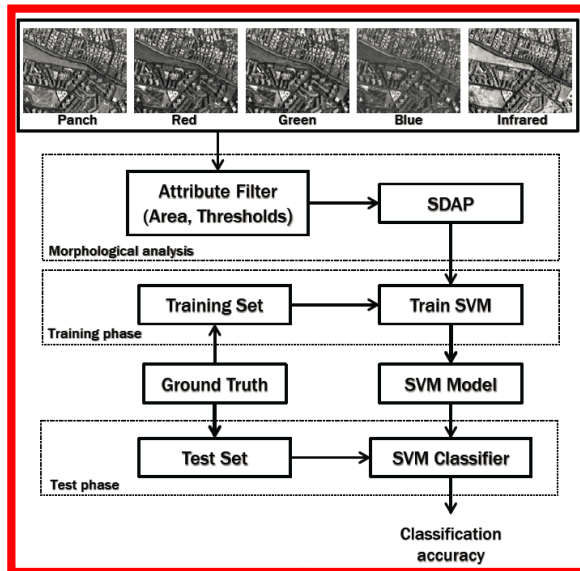 Panch Red Green Blue Infrared
Attribute Filter
(Area, Thresholds)
SDAP
Morphological analysis
Training Set
Train SVM
Training phase
Ground Truth
SVM Model
Test Set
SVM Classifier
Test phase
Classification
accuracy